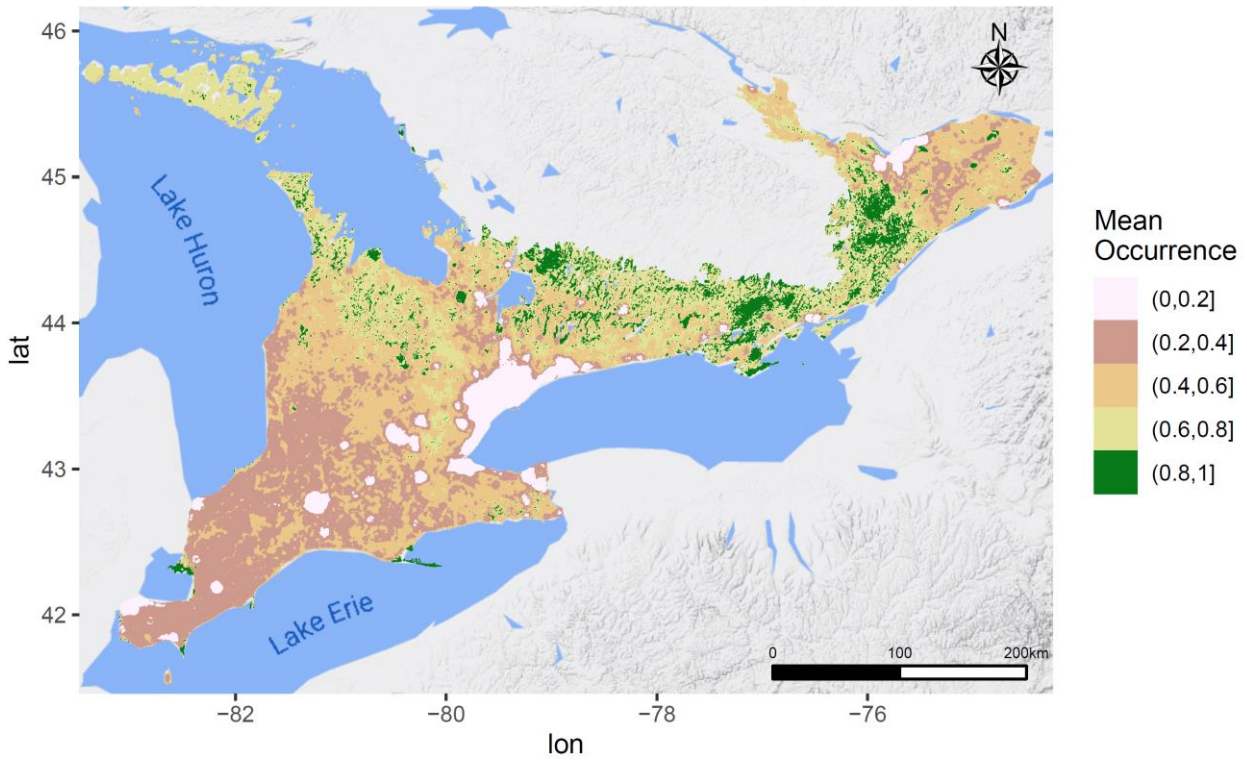 46
45
44
43
42
lat
−82
−80
−78
−76
lon
Lake Huron
Lake Erie
N
0 100 200km
Mean
Occurrence
(0,0.2]
(0.2,0.4]
(0.4,0.6]
(0.6,0.8]
(0.8,1]